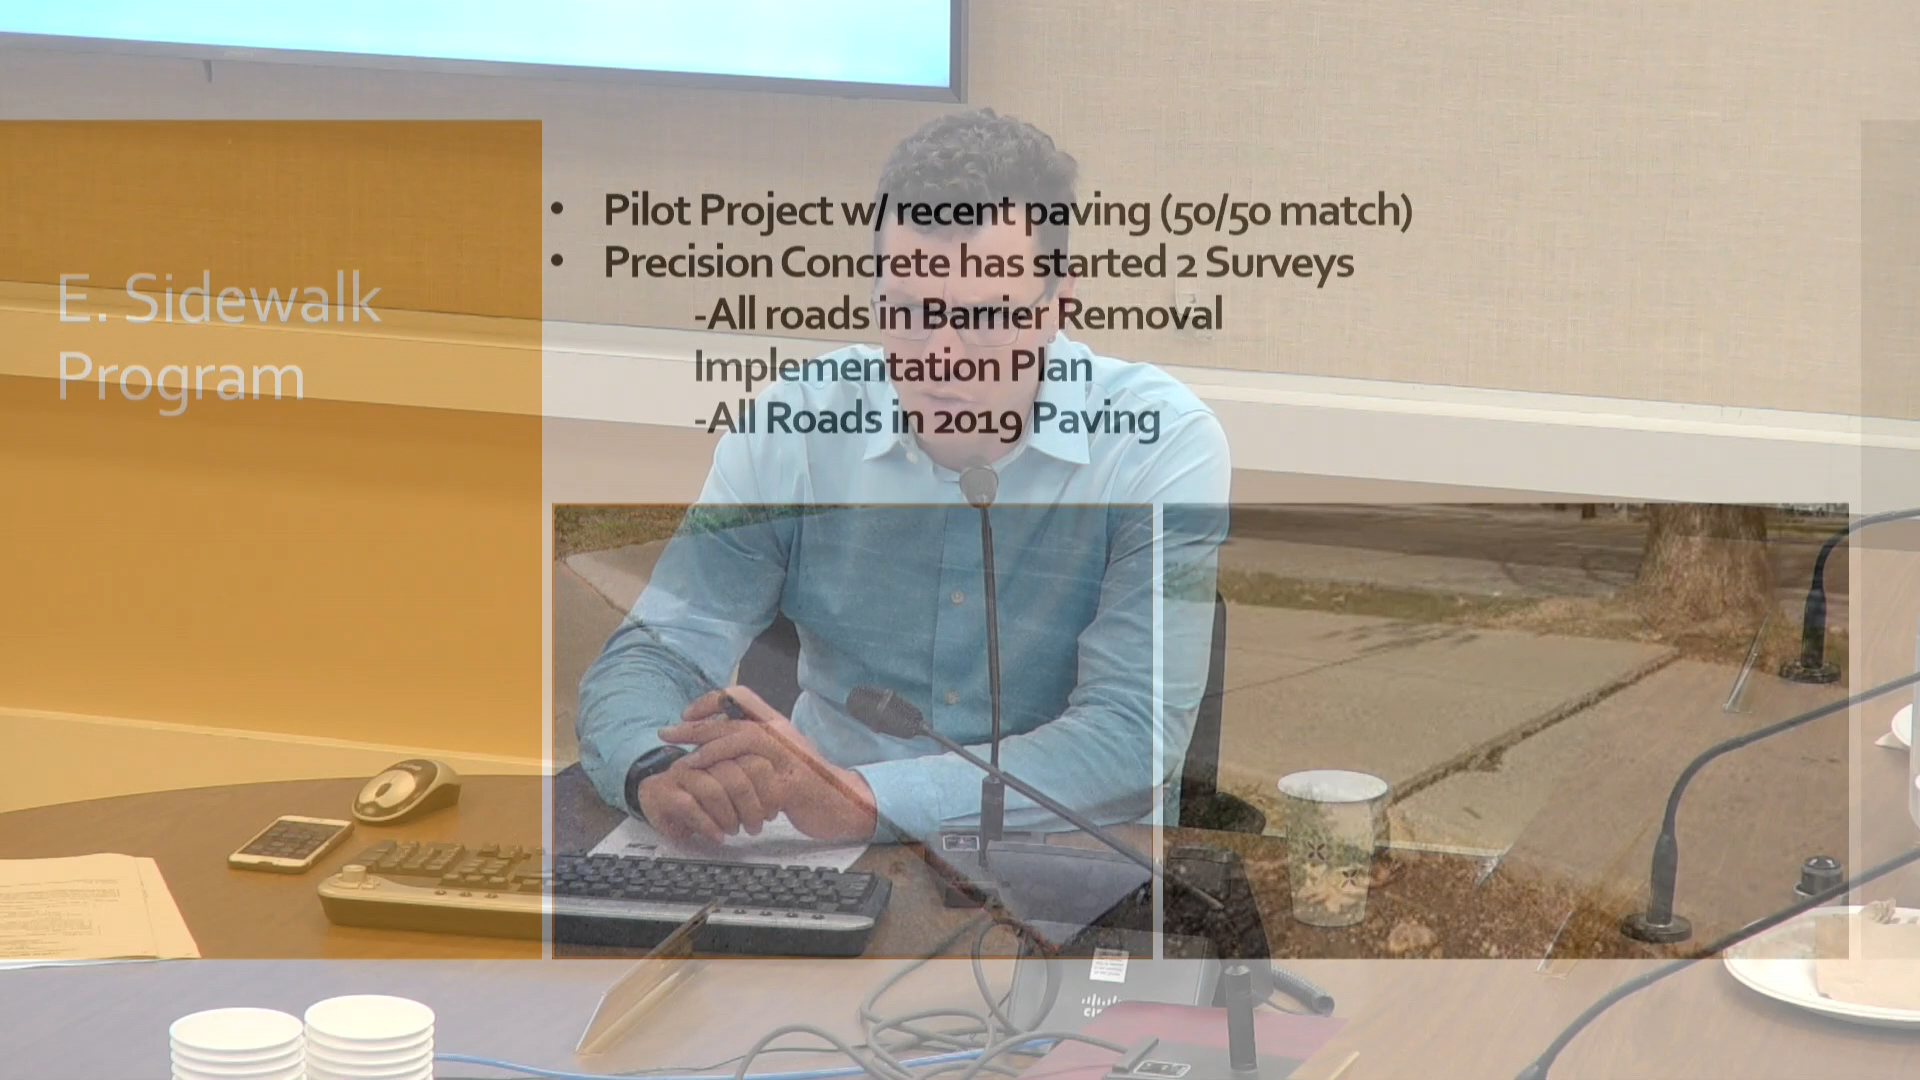 E. Sidewalk
Program
• Pilot Project w/ recent paving (50/50 match)
• Precision Concrete has started 2 Surveys
-All roads in Barrier Removal
Implementation Plan
-All Roads in 2019 Paving